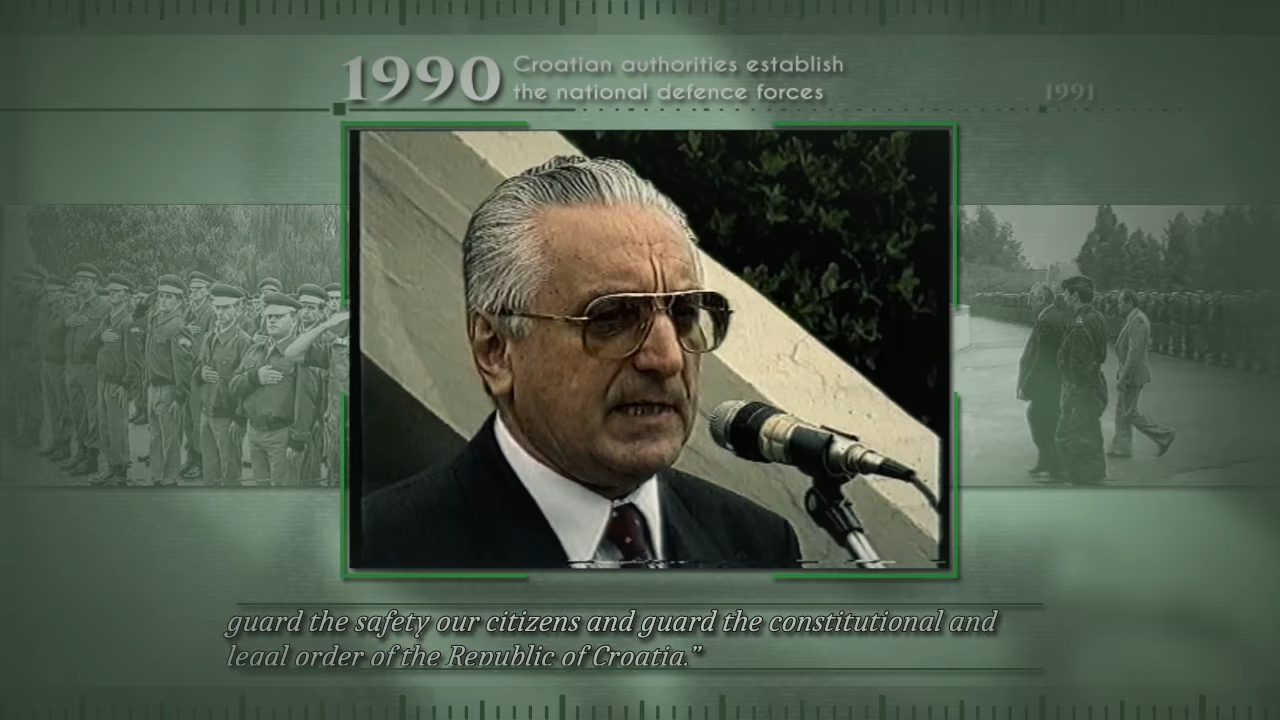 1990 Croatian authorities establish
the national defence forces
1991
guard the safety our citizens and guard the constitutional and
legal order of the Republic of Croatia.”